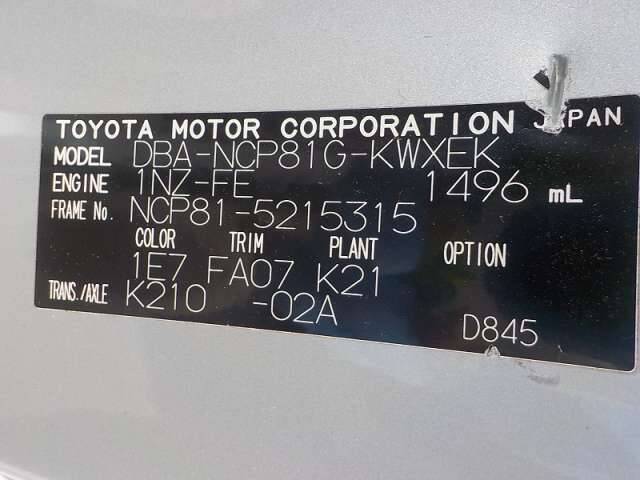 TOYOTA MOTOR CORPORATION JAPAN
MODEL DBA-NCP81G-KWXEK
ENGINE 1NZ-FE 1496 mL
FRAME No. NCP81-5215315
COLOR TRIM PLANT OPTION
1E7 FA07 K21
TRANS./AXLE K210 -02A
D845